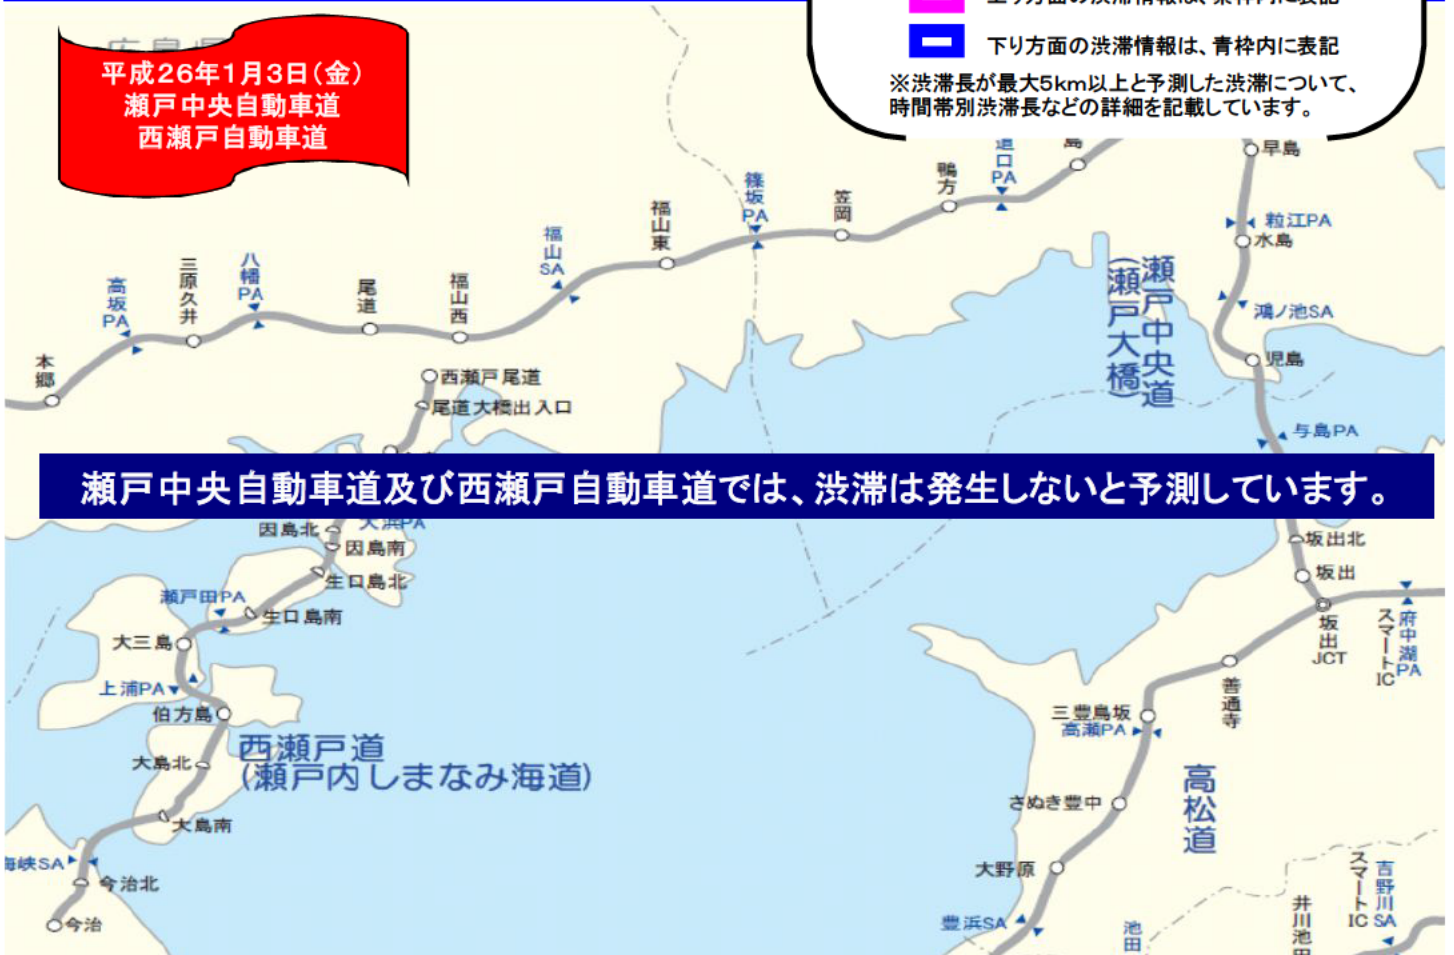 下り方面の渋滞情報は、青枠内に表記
※渋滞長が最大5km以上と予測した渋滞について、
時間帯別渋滞長などの詳細を記載しています。
平成26年1月3日(金)
瀬戸中央自動車道
西瀬戸自動車道
早島
鴨方
道口PA
篠坂PA
笠岡
福山東
福山SA
福山西
尾道
八幡PA
三原久井
高坂PA
本郷
粒江PA
水島
鴻ノ池SA
児島
与島PA
瀬戸中央道
(瀬戸大橋)
西瀬戸尾道
尾道大橋出入口
瀬戸中央自動車道及び西瀬戸自動車道では、渋滞は発生しないと予測しています。
大浜PA
因島北
因島南
生口島北
瀬戸田PA
生口島南
大三島
上浦PA
伯方島
西瀬戸道
(瀬戸内しまなみ海道)
大島北
大島南
海峡SA
今治北
今治
坂出北
坂出
坂出JCT
府中湖PA
スマートIC
善通寺
三豊鳥坂
高瀬PA
さぬき豊中
高松道
大野原
豊浜SA
池田
井川池田
吉野川SA
スマートIC